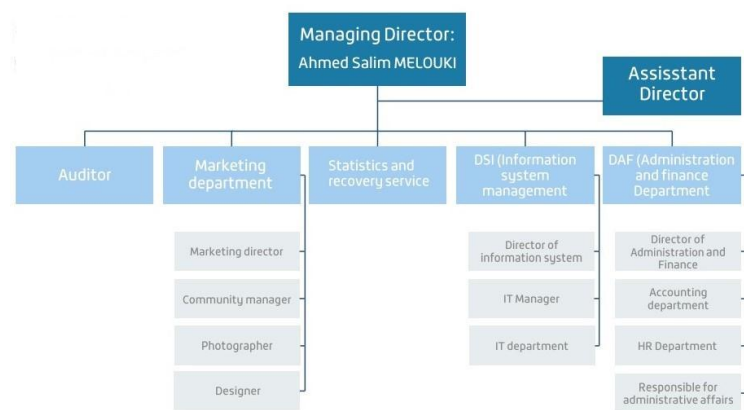 Managing Director:
Ahmed Salim MELOUKI
Assisstant
Director
Auditor
Marketing
department
Statistics and
recovery service
DSI (Information
system
management
DAF (Administration
and finance
Department
Marketing director
Community manager
Photographer
Designer
Director of
information system
IT Manager
IT department
Director of
Administration and
Finance
Accounting
department
HR Department
Responsible for
administrative affairs